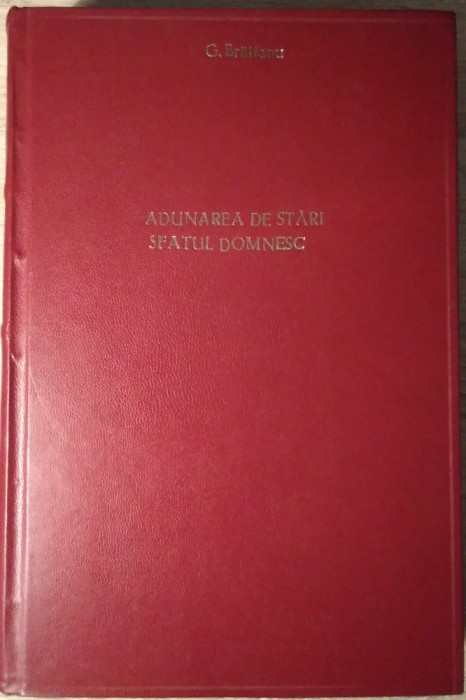 G. Brătianu
ADUNAREA DE STĂRI
SFATUL DOMNESC